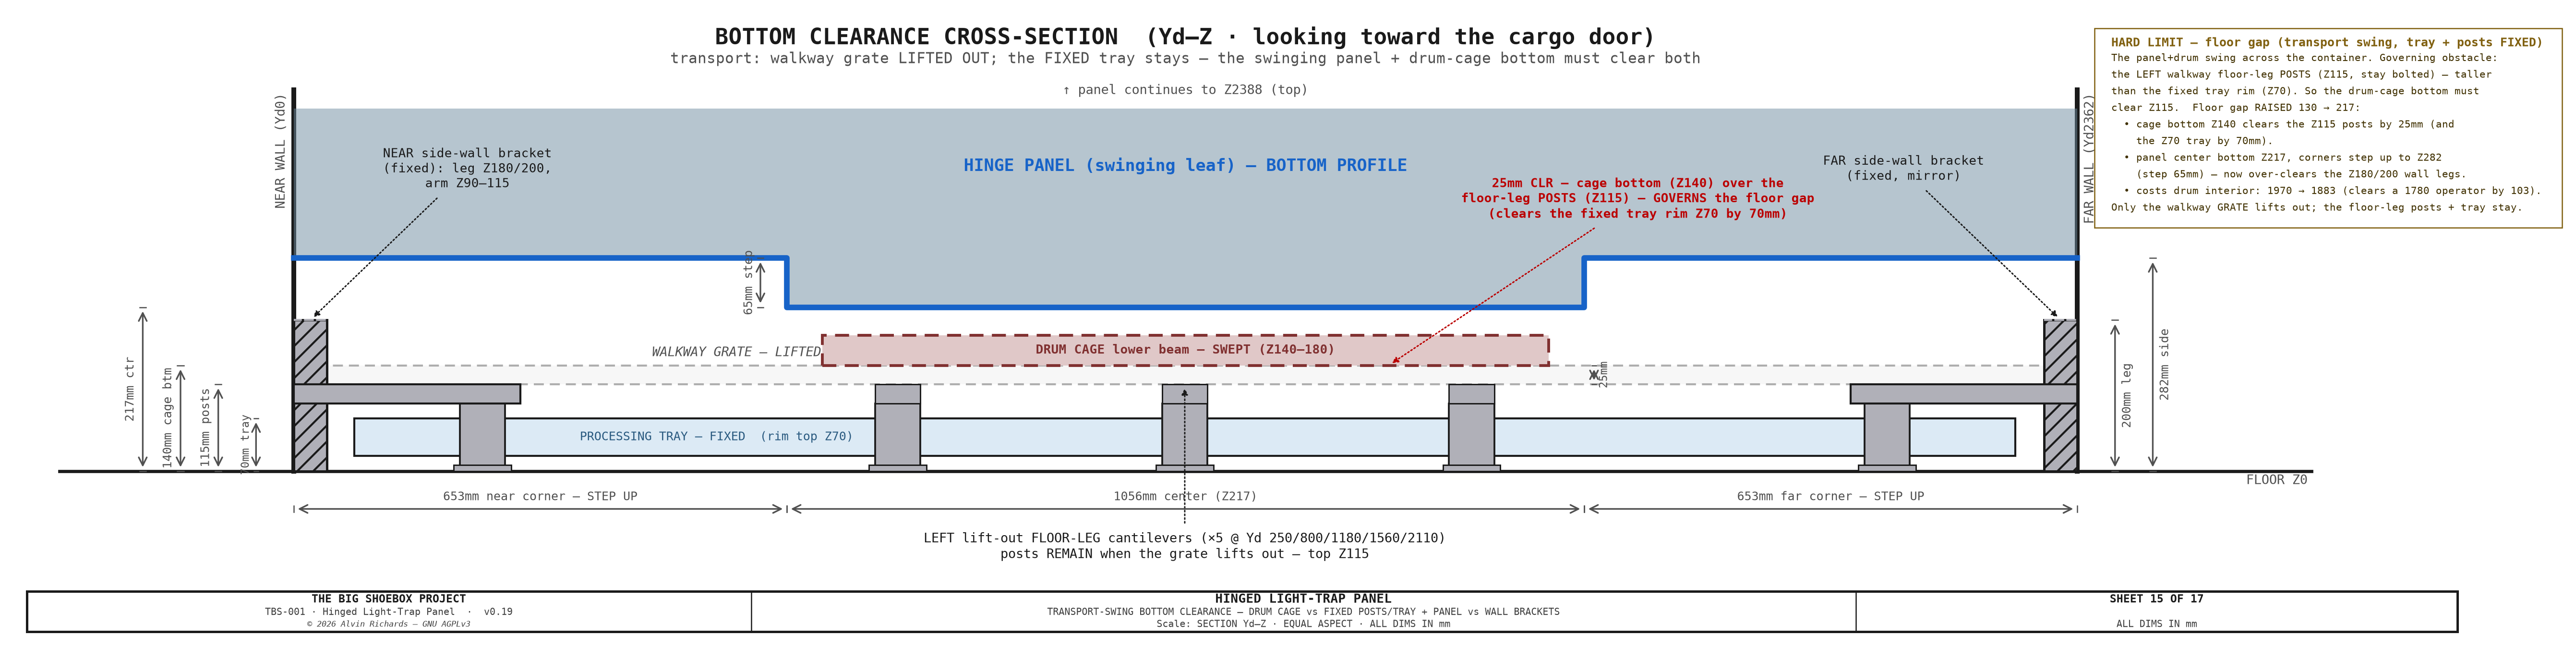 BOTTOM CLEARANCE CROSS-SECTION (Yd–Z · looking toward the cargo door)
transport: walkway grate LIFTED OUT; the FIXED tray stays — the swinging panel + drum-cage bottom must clear both
↑ panel continues to Z2388 (top)
HARD LIMIT — floor gap (transport swing, tray + posts FIXED)
The panel+drum swing across the container. Governing obstacle:
the LEFT walkway floor-leg POSTS (Z115, stay bolted) — taller
than the fixed tray rim (Z70). So the drum-cage bottom must
clear Z115. Floor gap RAISED 130 → 217:
• cage bottom Z140 clears the Z115 posts by 25mm (and
the Z70 tray by 70mm).
• panel center bottom Z217, corners step up to Z282
(step 65mm) — now over-clears the Z180/200 wall legs.
• costs drum interior: 1970 → 1883 (clears a 1780 operator by 103).
Only the walkway GRATE lifts out; the floor-leg posts + tray stay.
NEAR WALL (Yd0)
FAR WALL (Yd2362)
NEAR side-wall bracket
(fixed): leg Z180/200,
arm Z90–115
HINGE PANEL (swinging leaf) — BOTTOM PROFILE
FAR side-wall bracket
(fixed, mirror)
25mm CLR — cage bottom (Z140) over the
floor-leg POSTS (Z115) — GOVERNS the floor gap
(clears the fixed tray rim Z70 by 70mm)
65mm step
WALKWAY GRATE — LIFTED
DRUM CAGE lower beam — SWEPT (Z140–180)
25mm
217mm ctr
140mm cage btm
115mm posts
70mm tray
200mm leg
282mm side
PROCESSING TRAY — FIXED (rim top Z70)
FLOOR Z0
653mm near corner — STEP UP
1056mm center (Z217)
653mm far corner — STEP UP
LEFT lift-out FLOOR-LEG cantilevers (×5 @ Yd 250/800/1180/1560/2110)
posts REMAIN when the grate lifts out — top Z115
THE BIG SHOEBOX PROJECT
TBS-001 · Hinged Light-Trap Panel · v0.19
© 2026 Alvin Richards — GNU AGPLv3
HINGED LIGHT-TRAP PANEL
TRANSPORT-SWING BOTTOM CLEARANCE — DRUM CAGE vs FIXED POSTS/TRAY + PANEL vs WALL BRACKETS
Scale: SECTION Yd–Z · EQUAL ASPECT · ALL DIMS IN mm
SHEET 15 OF 17
ALL DIMS IN mm